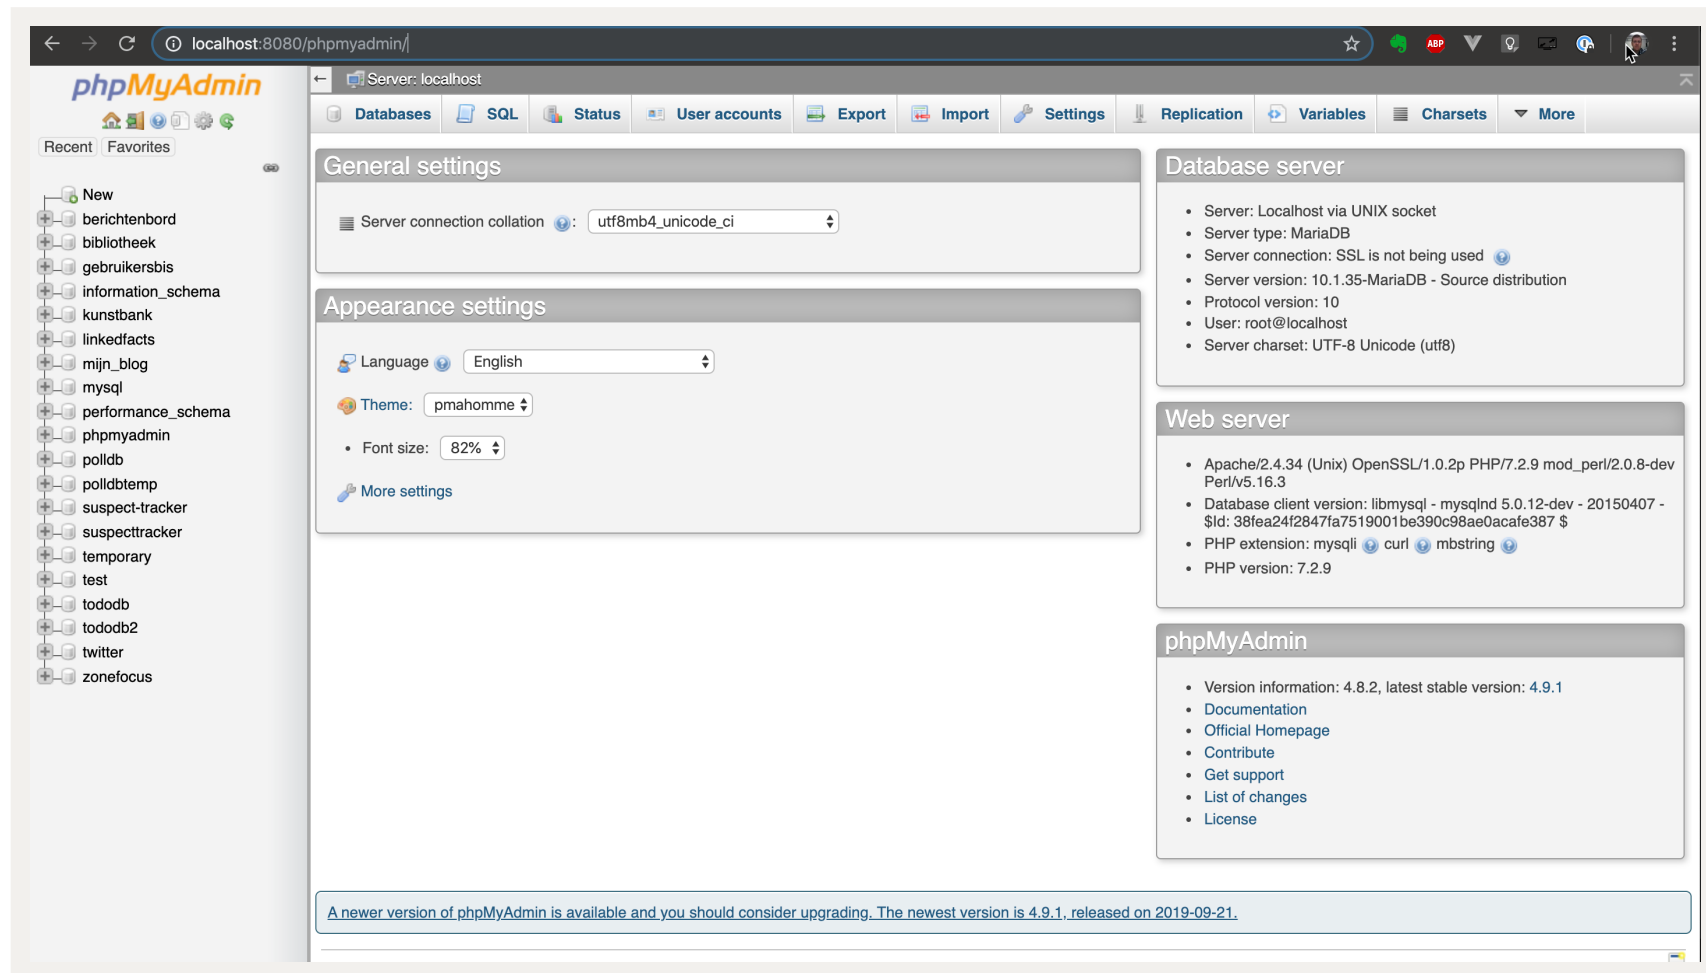 localhost:8080/phpmyadmin/
ABP
phpMyAdmin
Recent Favorites
New
berichtenbord
bibliotheek
gebruikersbis
information_schema
kunstbank
linkedfacts
mijn_blog
mysql
performance_schema
phpmyadmin
polldb
polldbtemp
suspect-tracker
suspecttracker
temporary
test
tododb
tododb2
twitter
zonefocus
Server: localhost
Databases SQL Status User accounts Export Import Settings Replication Variables Charsets More
General settings
Server connection collation : utf8mb4_unicode_ci
Appearance settings
Language English
Theme: pmahomme
• Font size: 82%
More settings
Database server
• Server: Localhost via UNIX socket
• Server type: MariaDB
• Server connection: SSL is not being used
• Server version: 10.1.35-MariaDB - Source distribution
• Protocol version: 10
• User: root@localhost
• Server charset: UTF-8 Unicode (utf8)
Web server
• Apache/2.4.34 (Unix) OpenSSL/1.0.2p PHP/7.2.9 mod_perl/2.0.8-dev
Perl/v5.16.3
• Database client version: libmysql - mysqlnd 5.0.12-dev - 20150407 -
$Id: 38fea24f2847fa7519001be390c98ae0acafe387 $
• PHP extension: mysqli curl mbstring
• PHP version: 7.2.9
phpMyAdmin
• Version information: 4.8.2, latest stable version: 4.9.1
• Documentation
• Official Homepage
• Contribute
• Get support
• List of changes
• License
A newer version of phpMyAdmin is available and you should consider upgrading. The newest version is 4.9.1, released on 2019-09-21.